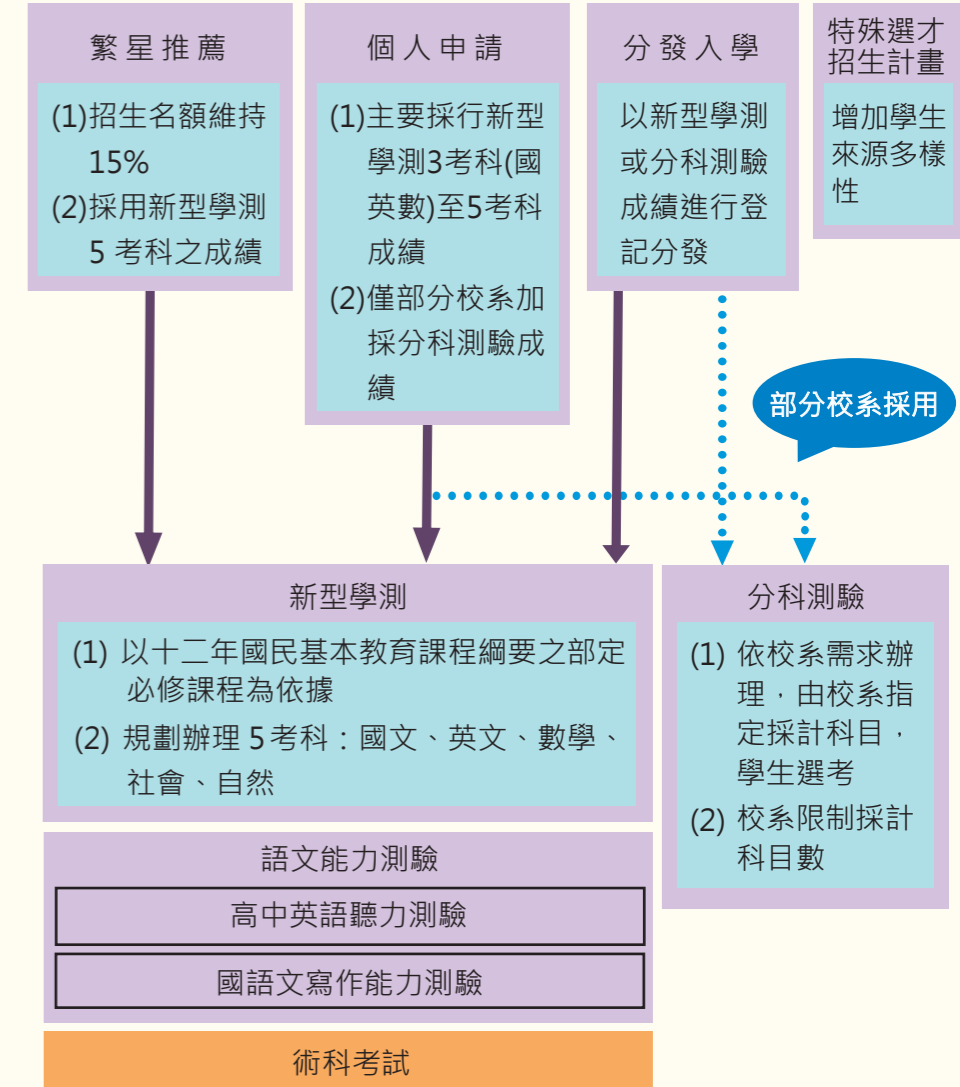 繁星推薦
(1)招生名額維持
15%
(2)採用新型學測
5 考科之成績
個人申請
(1)主要採行新型
學測3考科(國
英數)至5考科
成績
(2)僅部分校系加
採分科測驗成
績
分發入學
以新型學測
或分科測驗
成績進行登
記分發
特殊選才
招生計畫
增加學生
來源多樣
性
部分校系採用
新型學測
(1) 以十二年國民基本教育課程綱要之部定
必修課程為依據
(2) 規劃辦理 5 考科：國文、英文、數學、
社會、自然
分科測驗
(1) 依校系需求辦
理，由校系指
定採計科目，
學生選考
(2) 校系限制採計
科目數
語文能力測驗
高中英語聽力測驗
國語文寫作能力測驗
術科考試